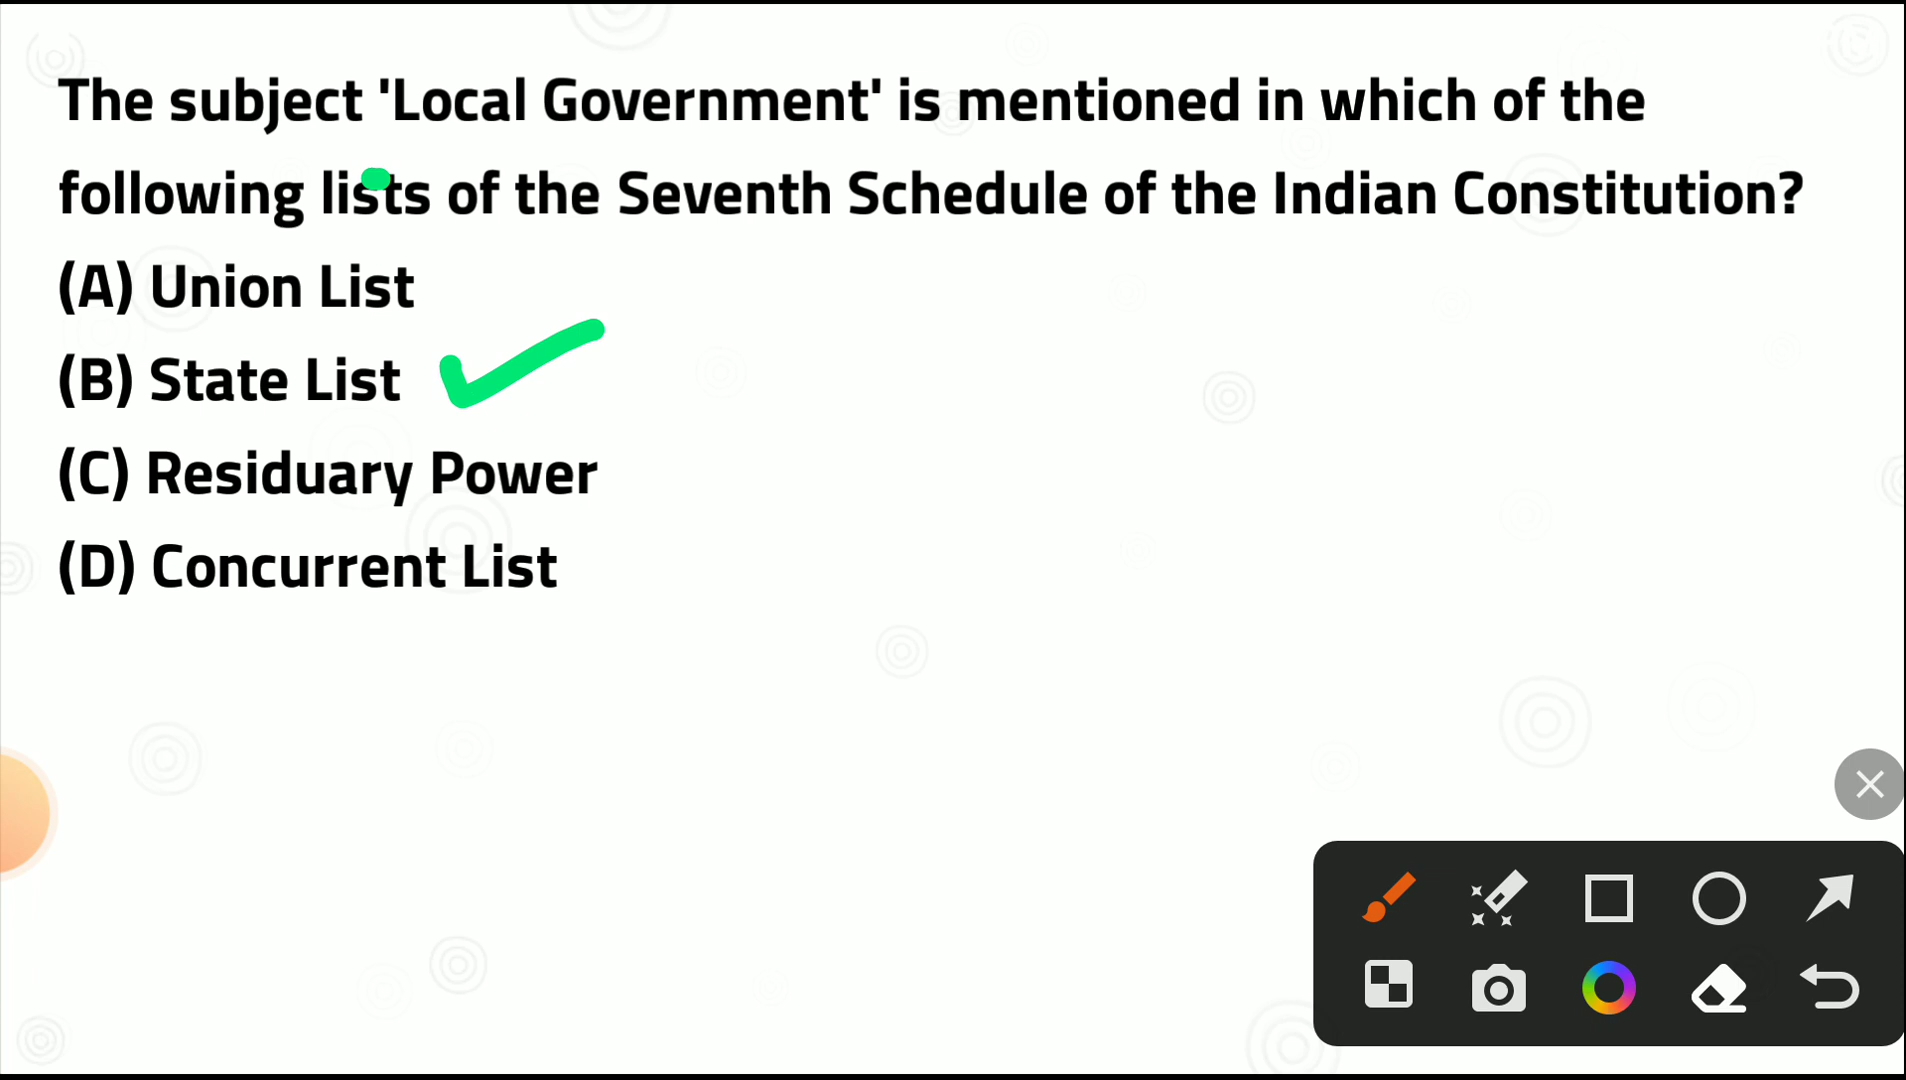 The subject 'Local Government' is mentioned in which of the
following lists of the Seventh Schedule of the Indian Constitution?
(A) Union List
(B) State List
(C) Residuary Power
(D) Concurrent List